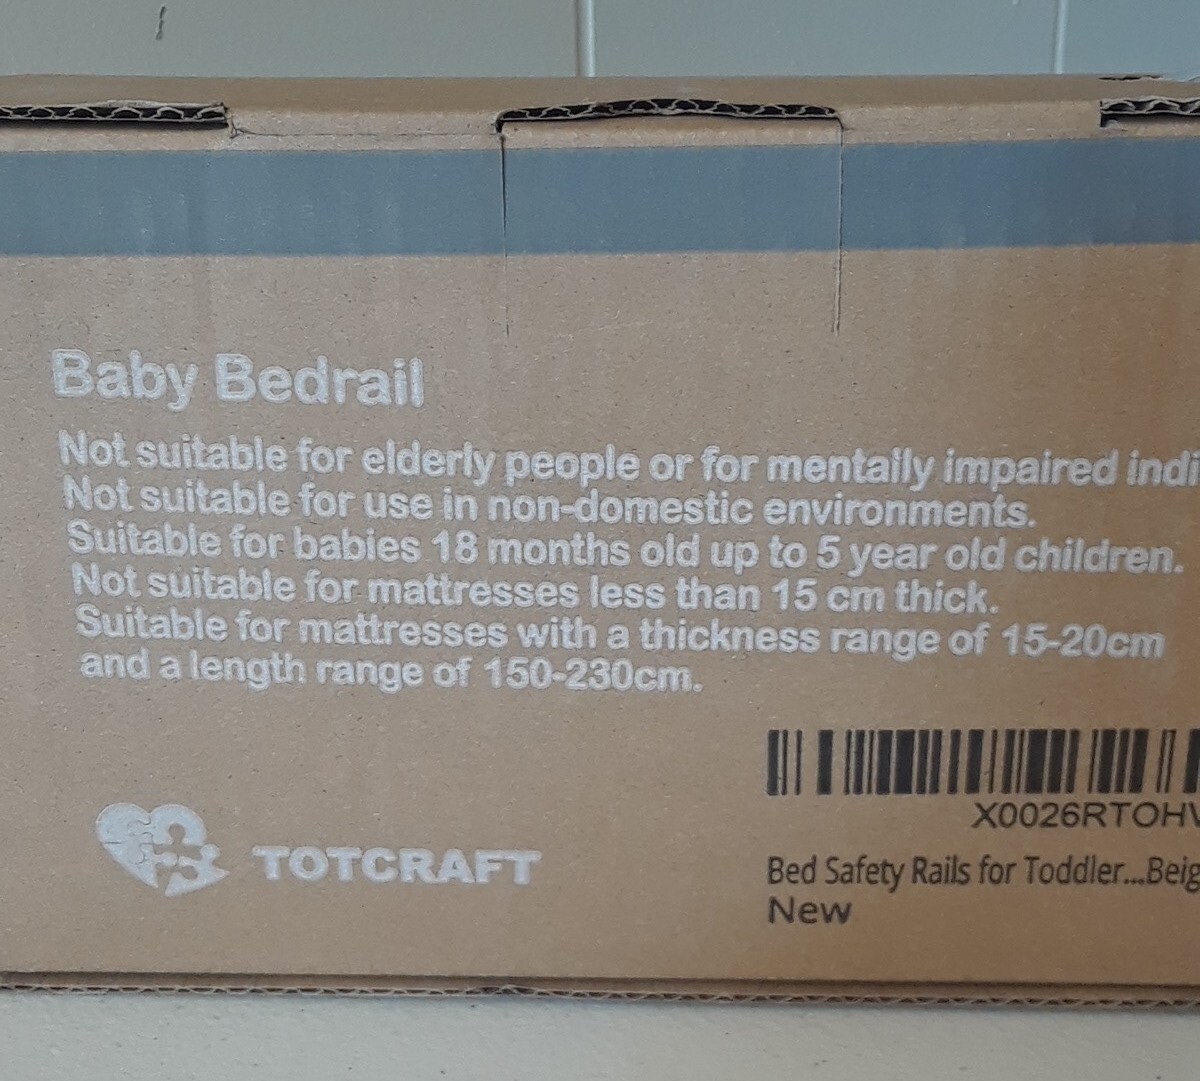 Baby Bedrail
Not suitable for elderly people or for mentally impaired indi
Not suitable for use in non-domestic environments.
Suitable for babies 18 months old up to 5 year old children.
Not suitable for mattresses less than 15 cm thick.
Suitable for mattresses with a thickness range of 15-20cm
and a length range of 150-230cm.
X0026RTOHV
TOTCRAFT
Bed Safety Rails for Toddler...Beig
New